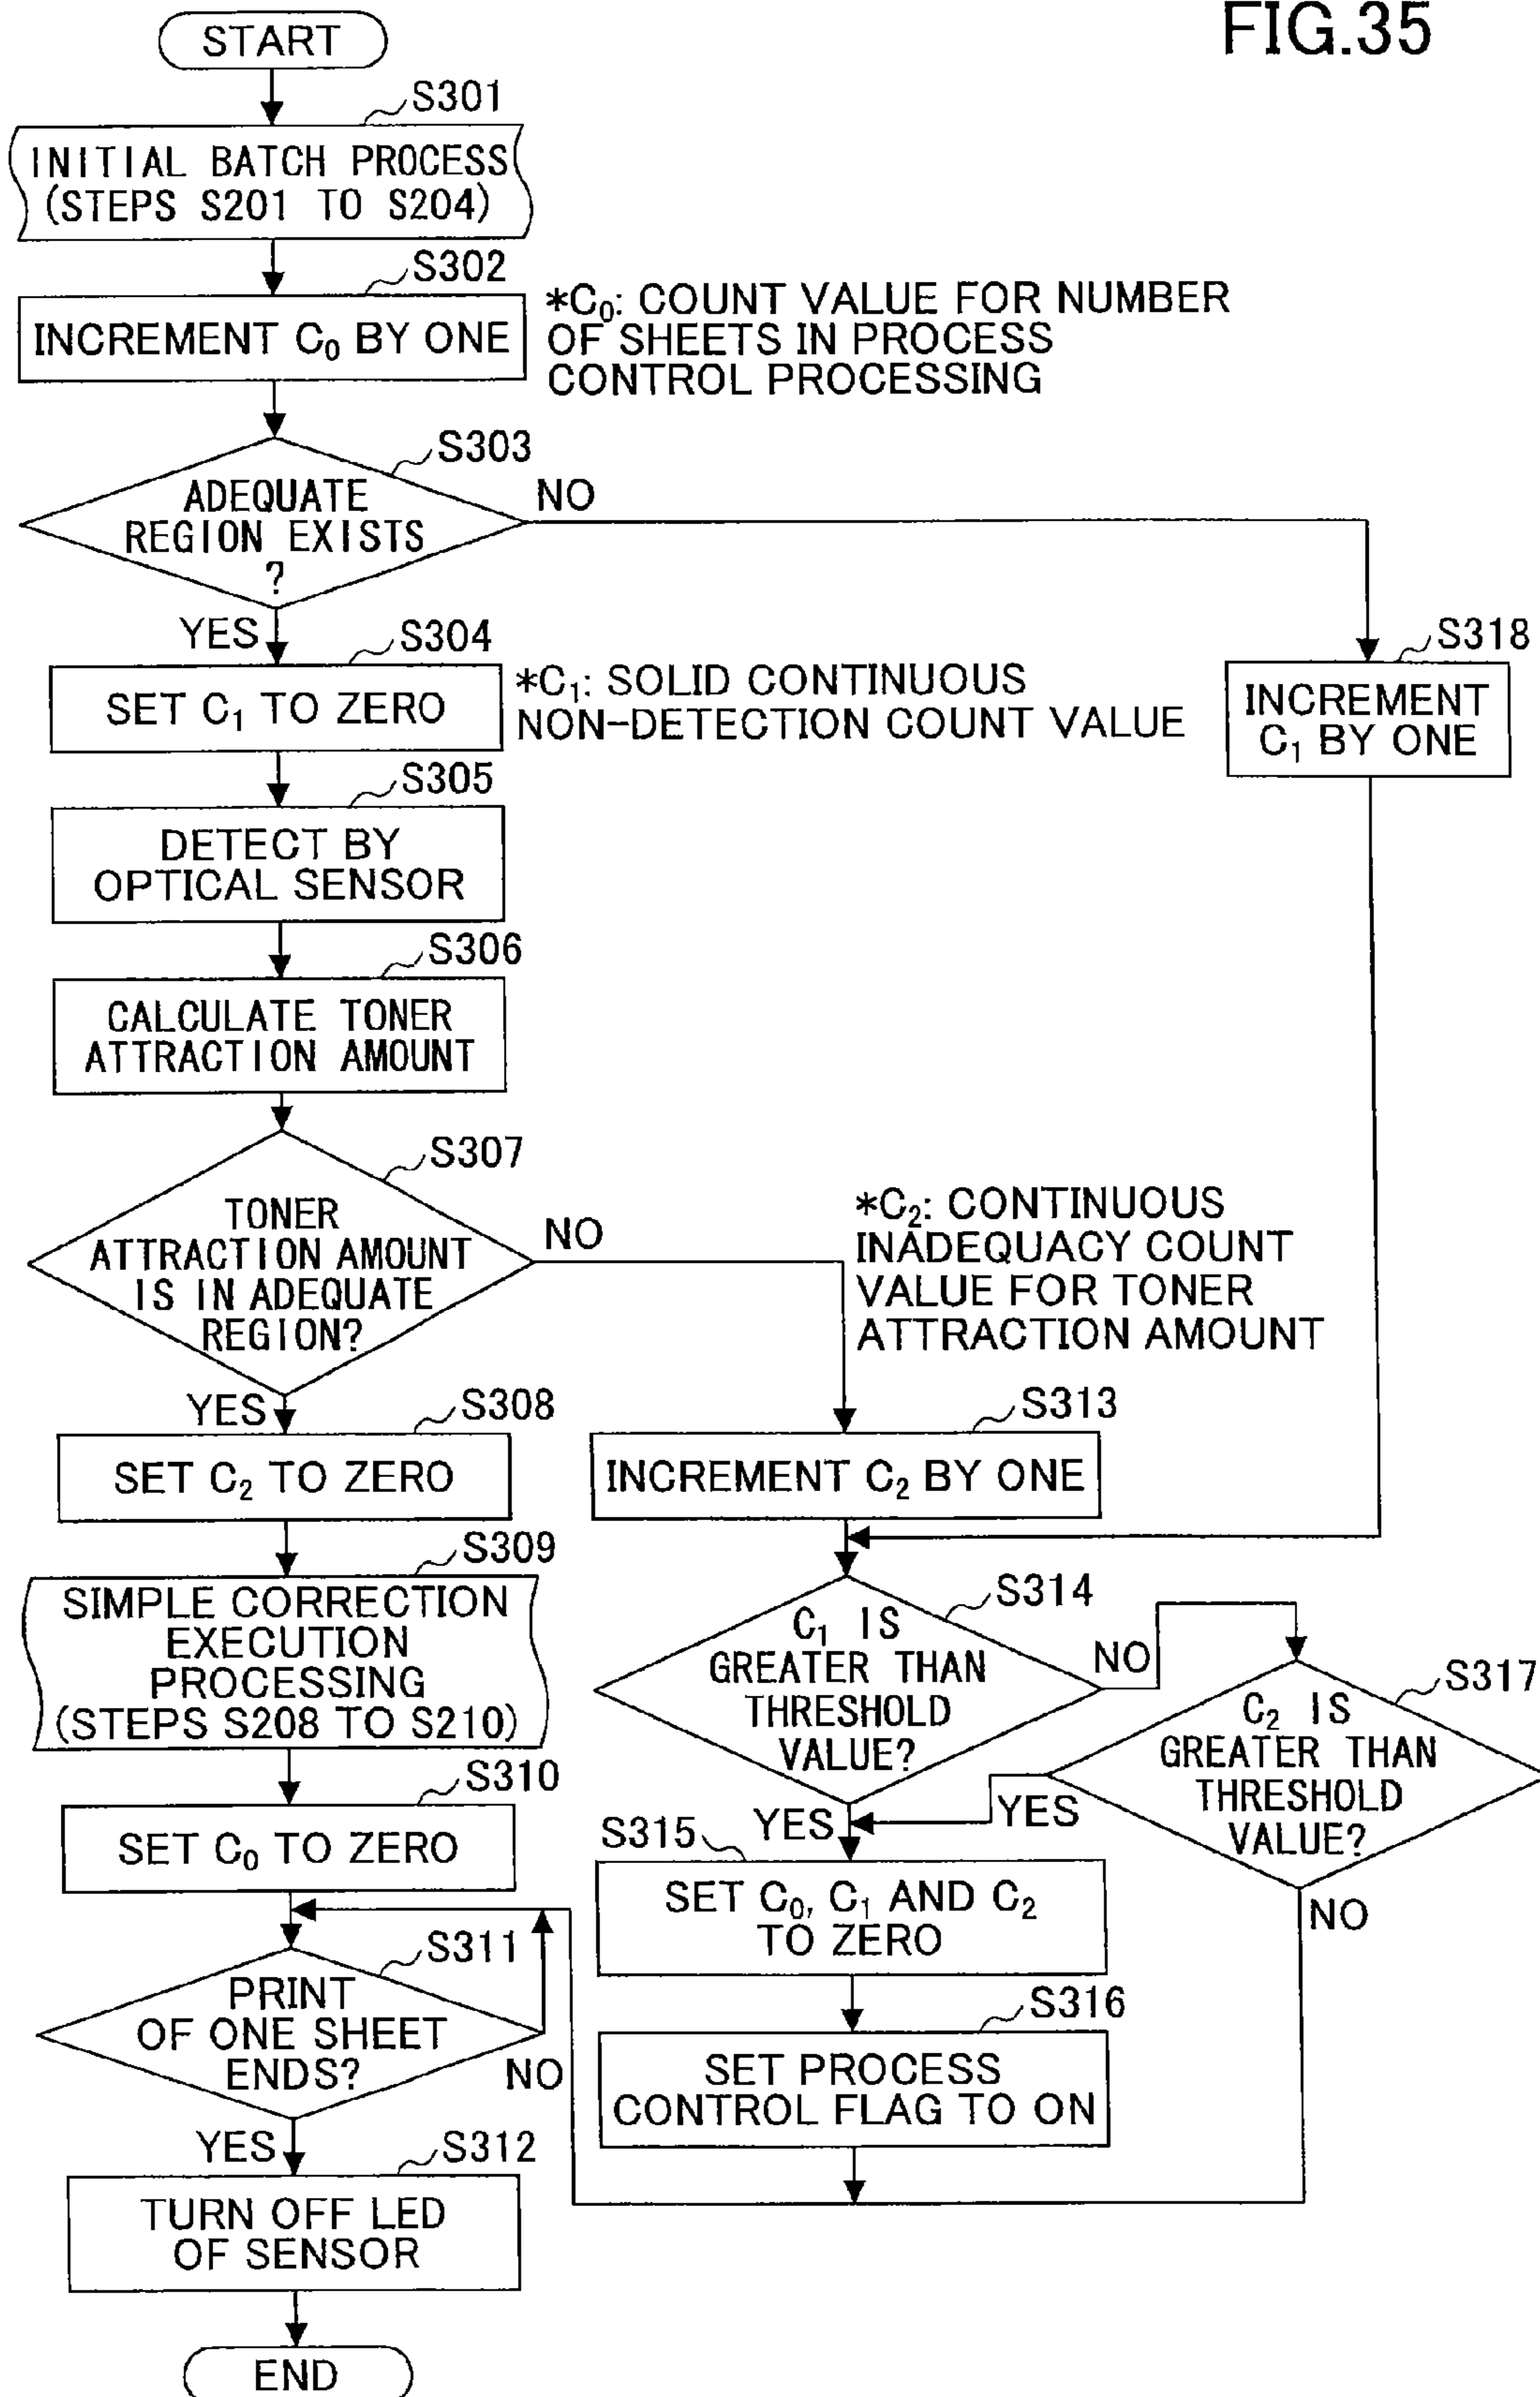 FIG.35
START
S301
INITIAL BATCH PROCESS
(STEPS S201 TO S204)
S302
INCREMENT C₀ BY ONE
*C₀: COUNT VALUE FOR NUMBER
OF SHEETS IN PROCESS
CONTROL PROCESSING
S303
ADEQUATE
REGION EXISTS
?
NO
YES
S304
SET C₁ TO ZERO
*C₁: SOLID CONTINUOUS
NON-DETECTION COUNT VALUE
S318
INCREMENT
C₁ BY ONE
S305
DETECT BY
OPTICAL SENSOR
S306
CALCULATE TONER
ATTRACTION AMOUNT
S307
TONER
ATTRACTION AMOUNT
IS IN ADEQUATE
REGION?
NO
*C₂: CONTINUOUS
INADEQUACY COUNT
VALUE FOR TONER
ATTRACTION AMOUNT
YES
S308
SET C₂ TO ZERO
S313
INCREMENT C₂ BY ONE
S309
SIMPLE CORRECTION
EXECUTION
PROCESSING
(STEPS S208 TO S210)
S314
C₁ IS
GREATER THAN
THRESHOLD
VALUE?
NO
S317
C₂ IS
GREATER THAN
THRESHOLD
VALUE?
YES
YES
NO
S310
SET C₀ TO ZERO
S315
SET C₀, C₁ AND C₂
TO ZERO
S311
PRINT
OF ONE SHEET
ENDS?
NO
S316
SET PROCESS
CONTROL FLAG TO ON
YES
S312
TURN OFF LED
OF SENSOR
END